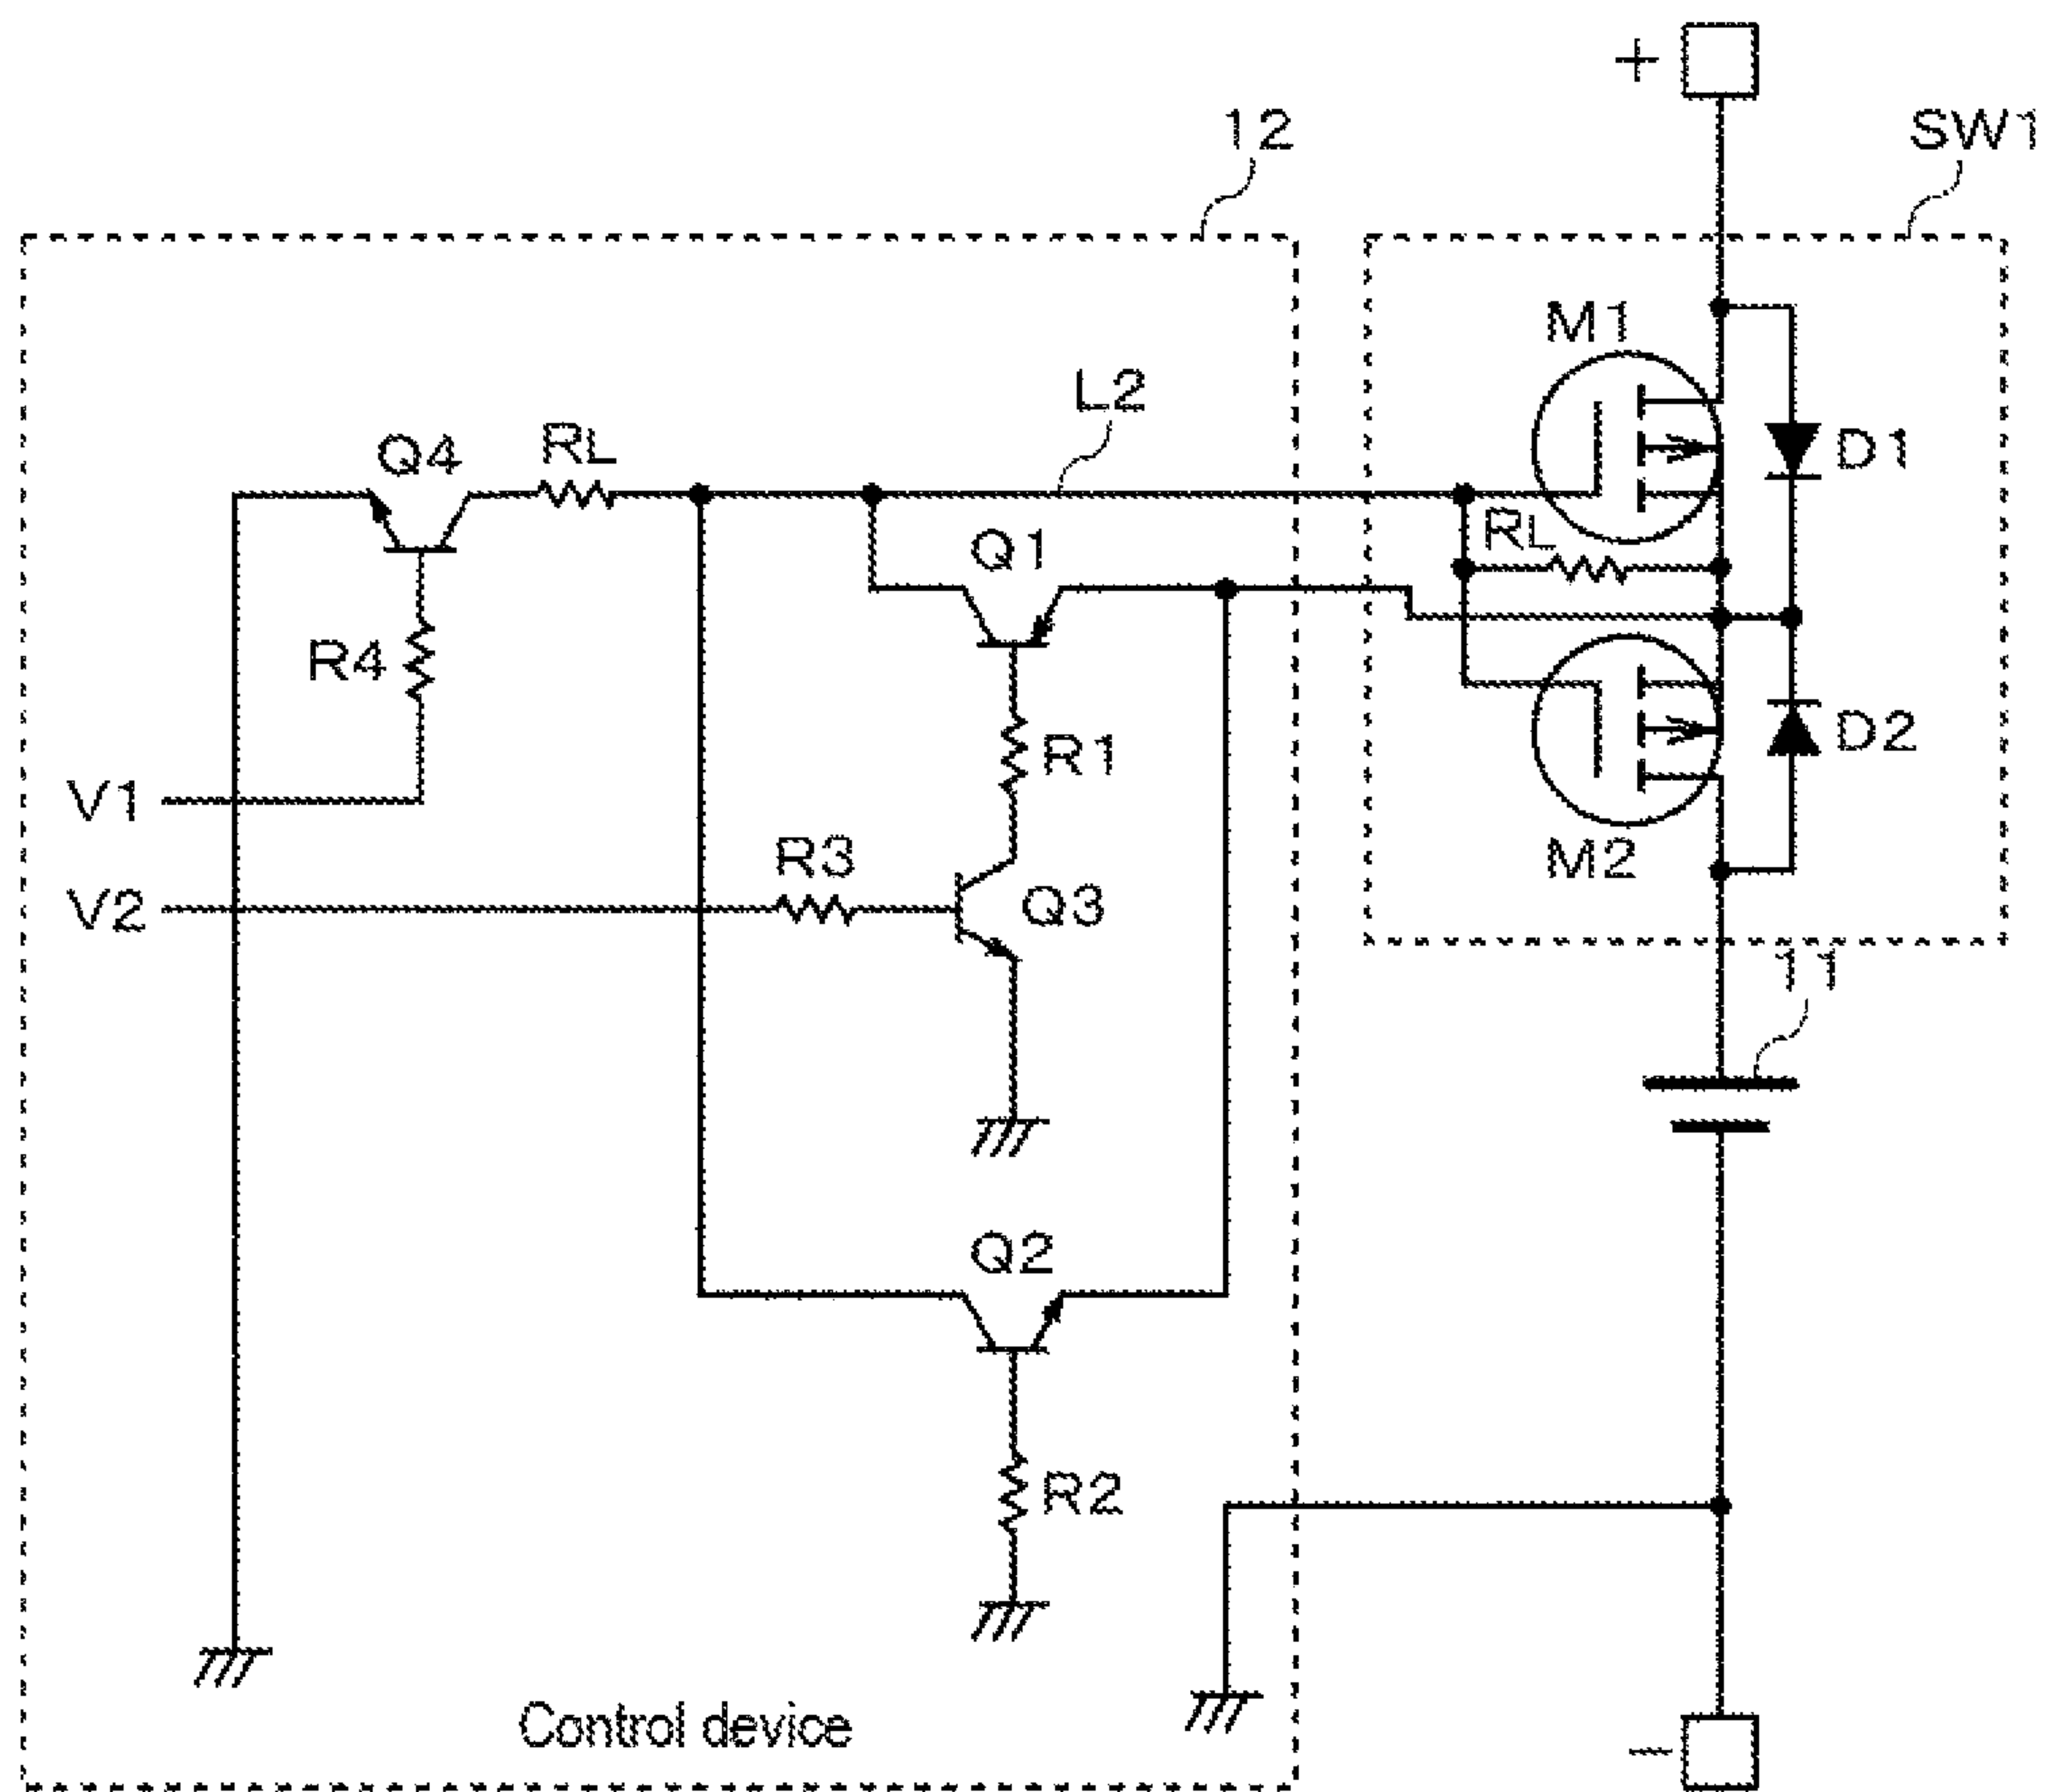 +
12
SW1
M1
L2
Q4
RL
D1
Q1
RL
R4
D2
R1
V1
R3
M2
V2
Q3
11
Q2
R2
Control device
−